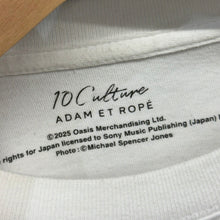 10 Culture
ADAM ET ROPÉ
©2025 Oasis Merchandising Ltd.
rights for Japan licensed to Sony Music Publishing (Japan)
Photo : ©Michael Spencer Jones